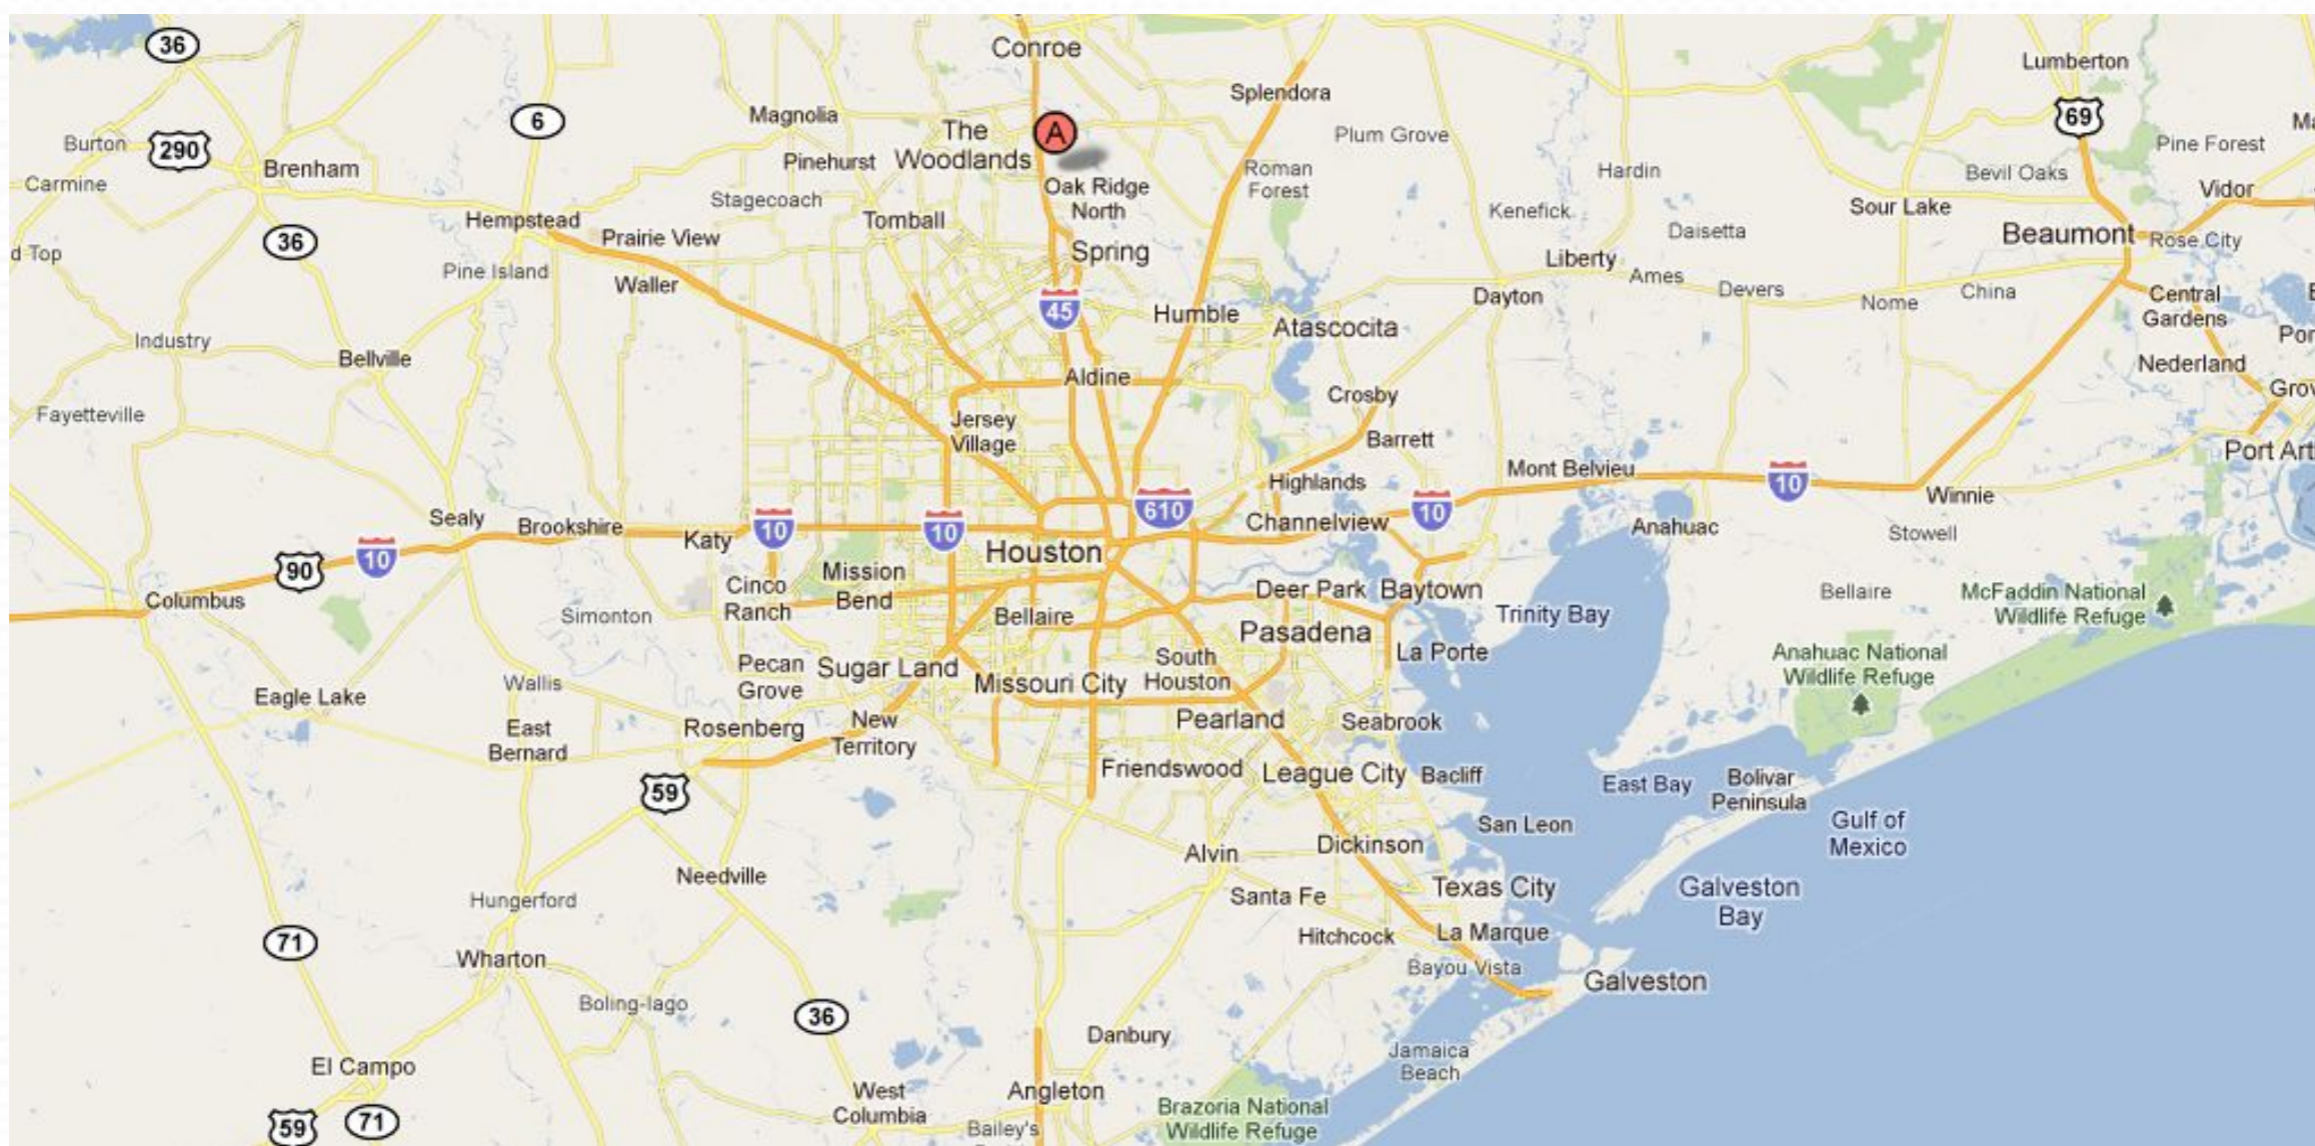 Conroe
36
Lumberton
Splendora
69
Magnolia
6
A
The
Woodlands
Plum Grove
Burton
290
Pine Forest
Brenham
Pinehurst
Roman
Forest
Hardin
Bevil Oaks
Carmine
Oak Ridge
North
Vidor
Stagecoach
Hempstead
Tomball
Kenefick
Sour Lake
36
Prairie View
Daisetta
Beaumont
Rose City
d Top
Spring
Pine Island
Liberty
Ames
Waller
Devers
Dayton
Nome
China
Central
Gardens
45
Humble
Atascocita
Industry
Bellville
Nederland
Aldine
Crosby
Fayetteville
Jersey
Village
Barrett
Port Art
Mont Belvieu
Highlands
10
Winnie
610
10
Sealy
Brookshire
Katy
10
10
Channelview
Anahuac
Stowell
Houston
10
90
Mission
Bend
Cinco
Ranch
Deer Park
Baytown
Bellaire
McFaddin National
Wildlife Refuge
Columbus
Simonton
Bellaire
Trinity Bay
Pasadena
La Porte
Anahuac National
Wildlife Refuge
Pecan
Grove
Sugar Land
South
Houston
Missouri City
Wallis
Eagle Lake
Rosenberg
New
Territory
Pearland
Seabrook
East
Bernard
Friendswood
League City
Bacliff
East Bay
Bolivar
Peninsula
59
San Leon
Gulf of
Mexico
Dickinson
Alvin
Needville
Texas City
Galveston
Bay
Santa Fe
Hungerford
La Marque
Hitchcock
71
Wharton
Bayou Vista
Galveston
Boling-Iago
36
Danbury
Jamaica
Beach
El Campo
West
Columbia
Angleton
Brazoria National
Wildlife Refuge
59
71
Bailey's